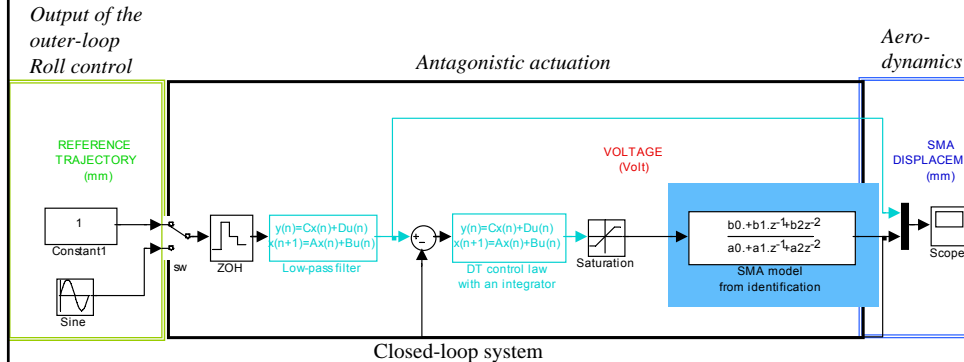 Output of the
outer-loop
Roll control
Antagonistic actuation
Aero-
dynamics
REFERENCE
TRAJECTORY
(mm)
VOLTAGE
(Volt)
SMA
DISPLACEM
(mm)
1
Constant1
Sine
sw
ZOH
y(n)=Cx(n)+Du(n)
x(n+1)=Ax(n)+Bu(n)
Low-pass filter
+-
y(n)=Cx(n)+Du(n)
x(n+1)=Ax(n)+Bu(n)
DT control law
with an integrator
Saturation
b0.+b1.z-1+b2z-2
a0.+a1.z-1+a2z-2
SMA model
from identification
Scope
Closed-loop system